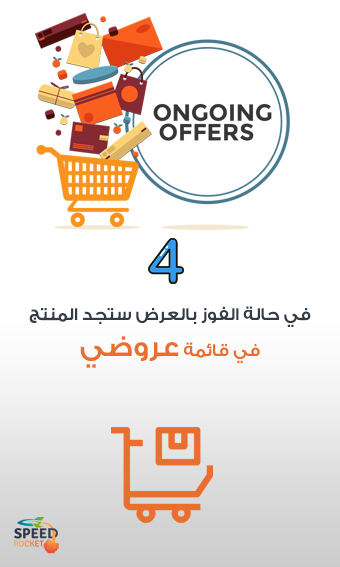 ONGOING
OFFERS
4
في حالة الفوز بالعرض ستجد المنتج
في قائمة عروضي
SPEED
ROCKET